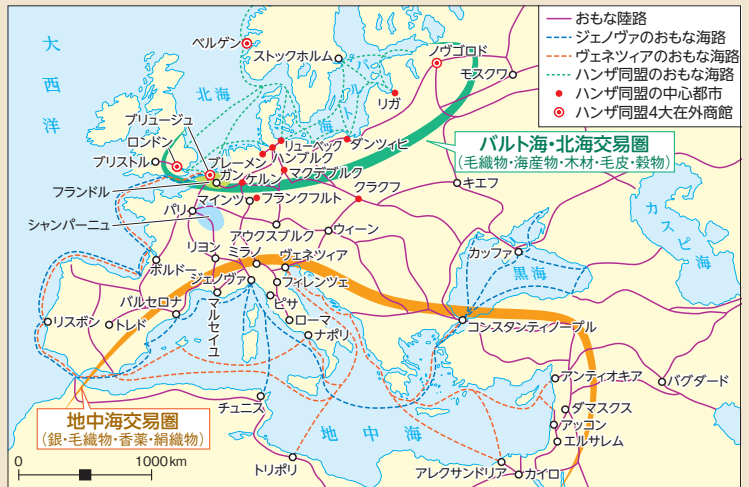 おもな陸路
ジェノヴァのおもな海路
ヴェネツィアのおもな海路
ハンザ同盟のおもな海路
ハンザ同盟の中心都市
ハンザ同盟4大在外商館
大西洋
ベルゲン
ストックホルム
ノヴゴロド
モスクワ
北海
バルト海
リガ
ブリュージュ
ロンドン
ブリストル
リューベック
ダンツィヒ
ブレーメン
ハンブルク
ガン
ケルン
マクデブルク
バルト海・北海交易圏
(毛織物・海産物・木材・毛皮・穀物)
フランドル
マインツ
フランクフルト
クラクフ
キエフ
シャンパーニュ
パリ
アウクスブルク
ウィーン
カスピ海
リヨン
ミラノ
ヴェネツィア
カッファ
黒海
ボルドー
ジェノヴァ
フィレンツェ
バルセロナ
マルセイユ
ピサ
リスボン
トレド
ローマ
ナポリ
コンスタンティノープル
アンティオキア
バグダード
地中海交易圏
(銀・毛織物・香薬・絹織物)
チュニス
ダマスクス
アッコン
イェルサレム
地中海
0
1000km
トリポリ
アレクサンドリア
カイロ